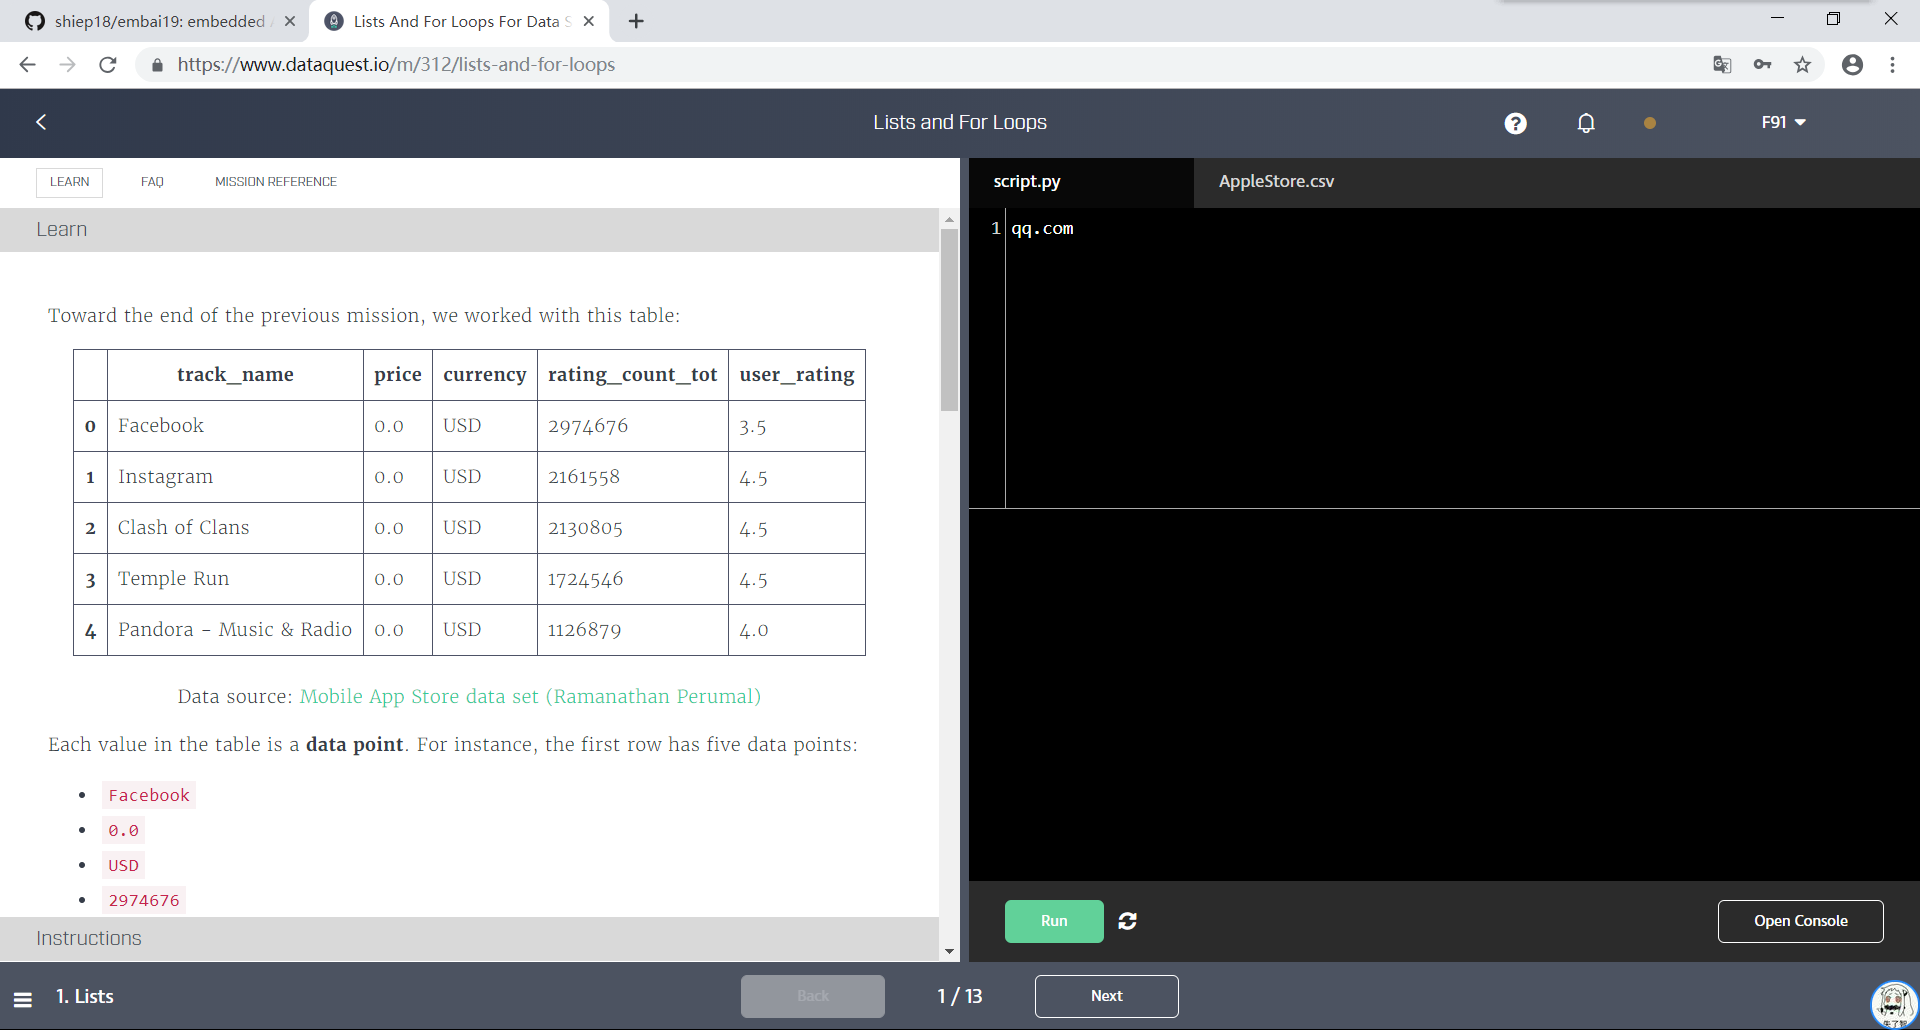 shiep18/embai19: embedded
Lists And For Loops For Data S
https://www.dataquest.io/m/312/lists-and-for-loops
Lists and For Loops
F91
LEARN FAQ MISSION REFERENCE
Learn
Toward the end of the previous mission, we worked with this table:
track_name price currency rating_count_tot user_rating
0 Facebook 0.0 USD 2974676 3.5
1 Instagram 0.0 USD 2161558 4.5
2 Clash of Clans 0.0 USD 2130805 4.5
3 Temple Run 0.0 USD 1724546 4.5
4 Pandora - Music & Radio 0.0 USD 1126879 4.0
Data source: Mobile App Store data set (Ramanathan Perumal)
Each value in the table is a data point. For instance, the first row has five data points:
• Facebook
• 0.0
• USD
• 2974676
Instructions
script.py AppleStore.csv
1 qq.com
Run
Open Console
1. Lists
Back
1 / 13
Next